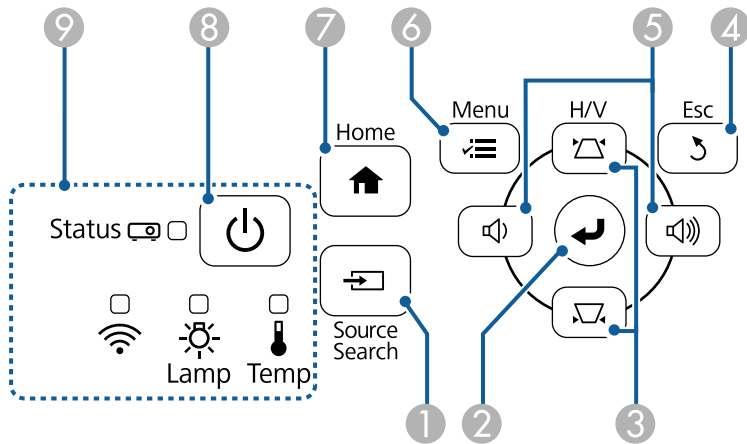 9 8 7 6 5 4
Menu H/V Esc
Home
Status
Source
Search
Lamp Temp
1 2 3